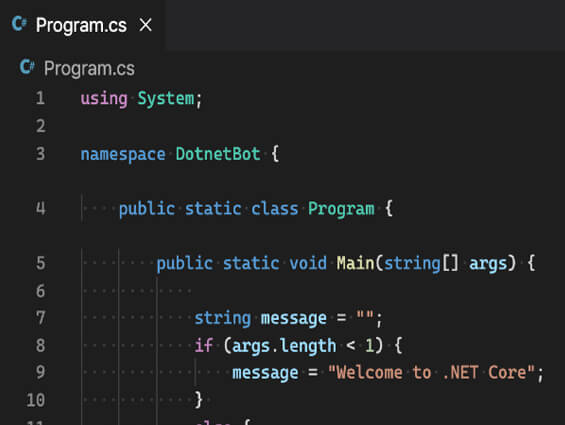 C# Program.cs ×
C# Program.cs
1 using System;
2
3 namespace DotnetBot {
4     public static class Program {
5         public static void Main(string[] args) {
6
7             string message = "";
8             if (args.length < 1) {
9                 message = "Welcome to .NET Core";
10             }
11             else {